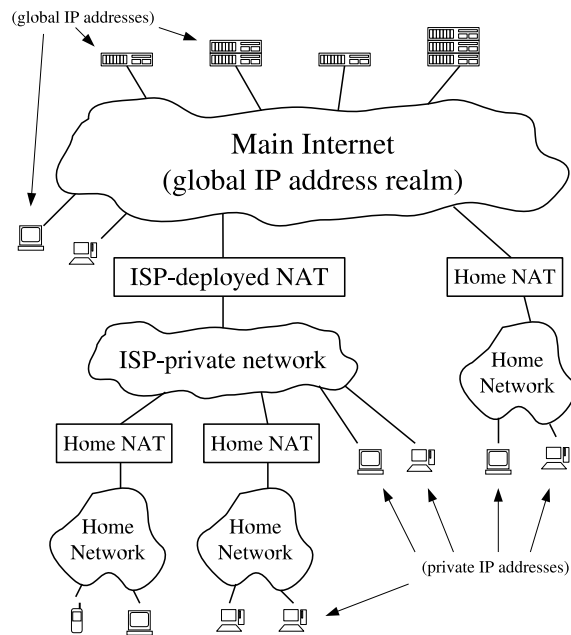 (global IP addresses)
Main Internet
(global IP address realm)
ISP-deployed NAT
Home NAT
ISP-private network
Home
Network
Home NAT
Home NAT
Home
Network
Home
Network
(private IP addresses)